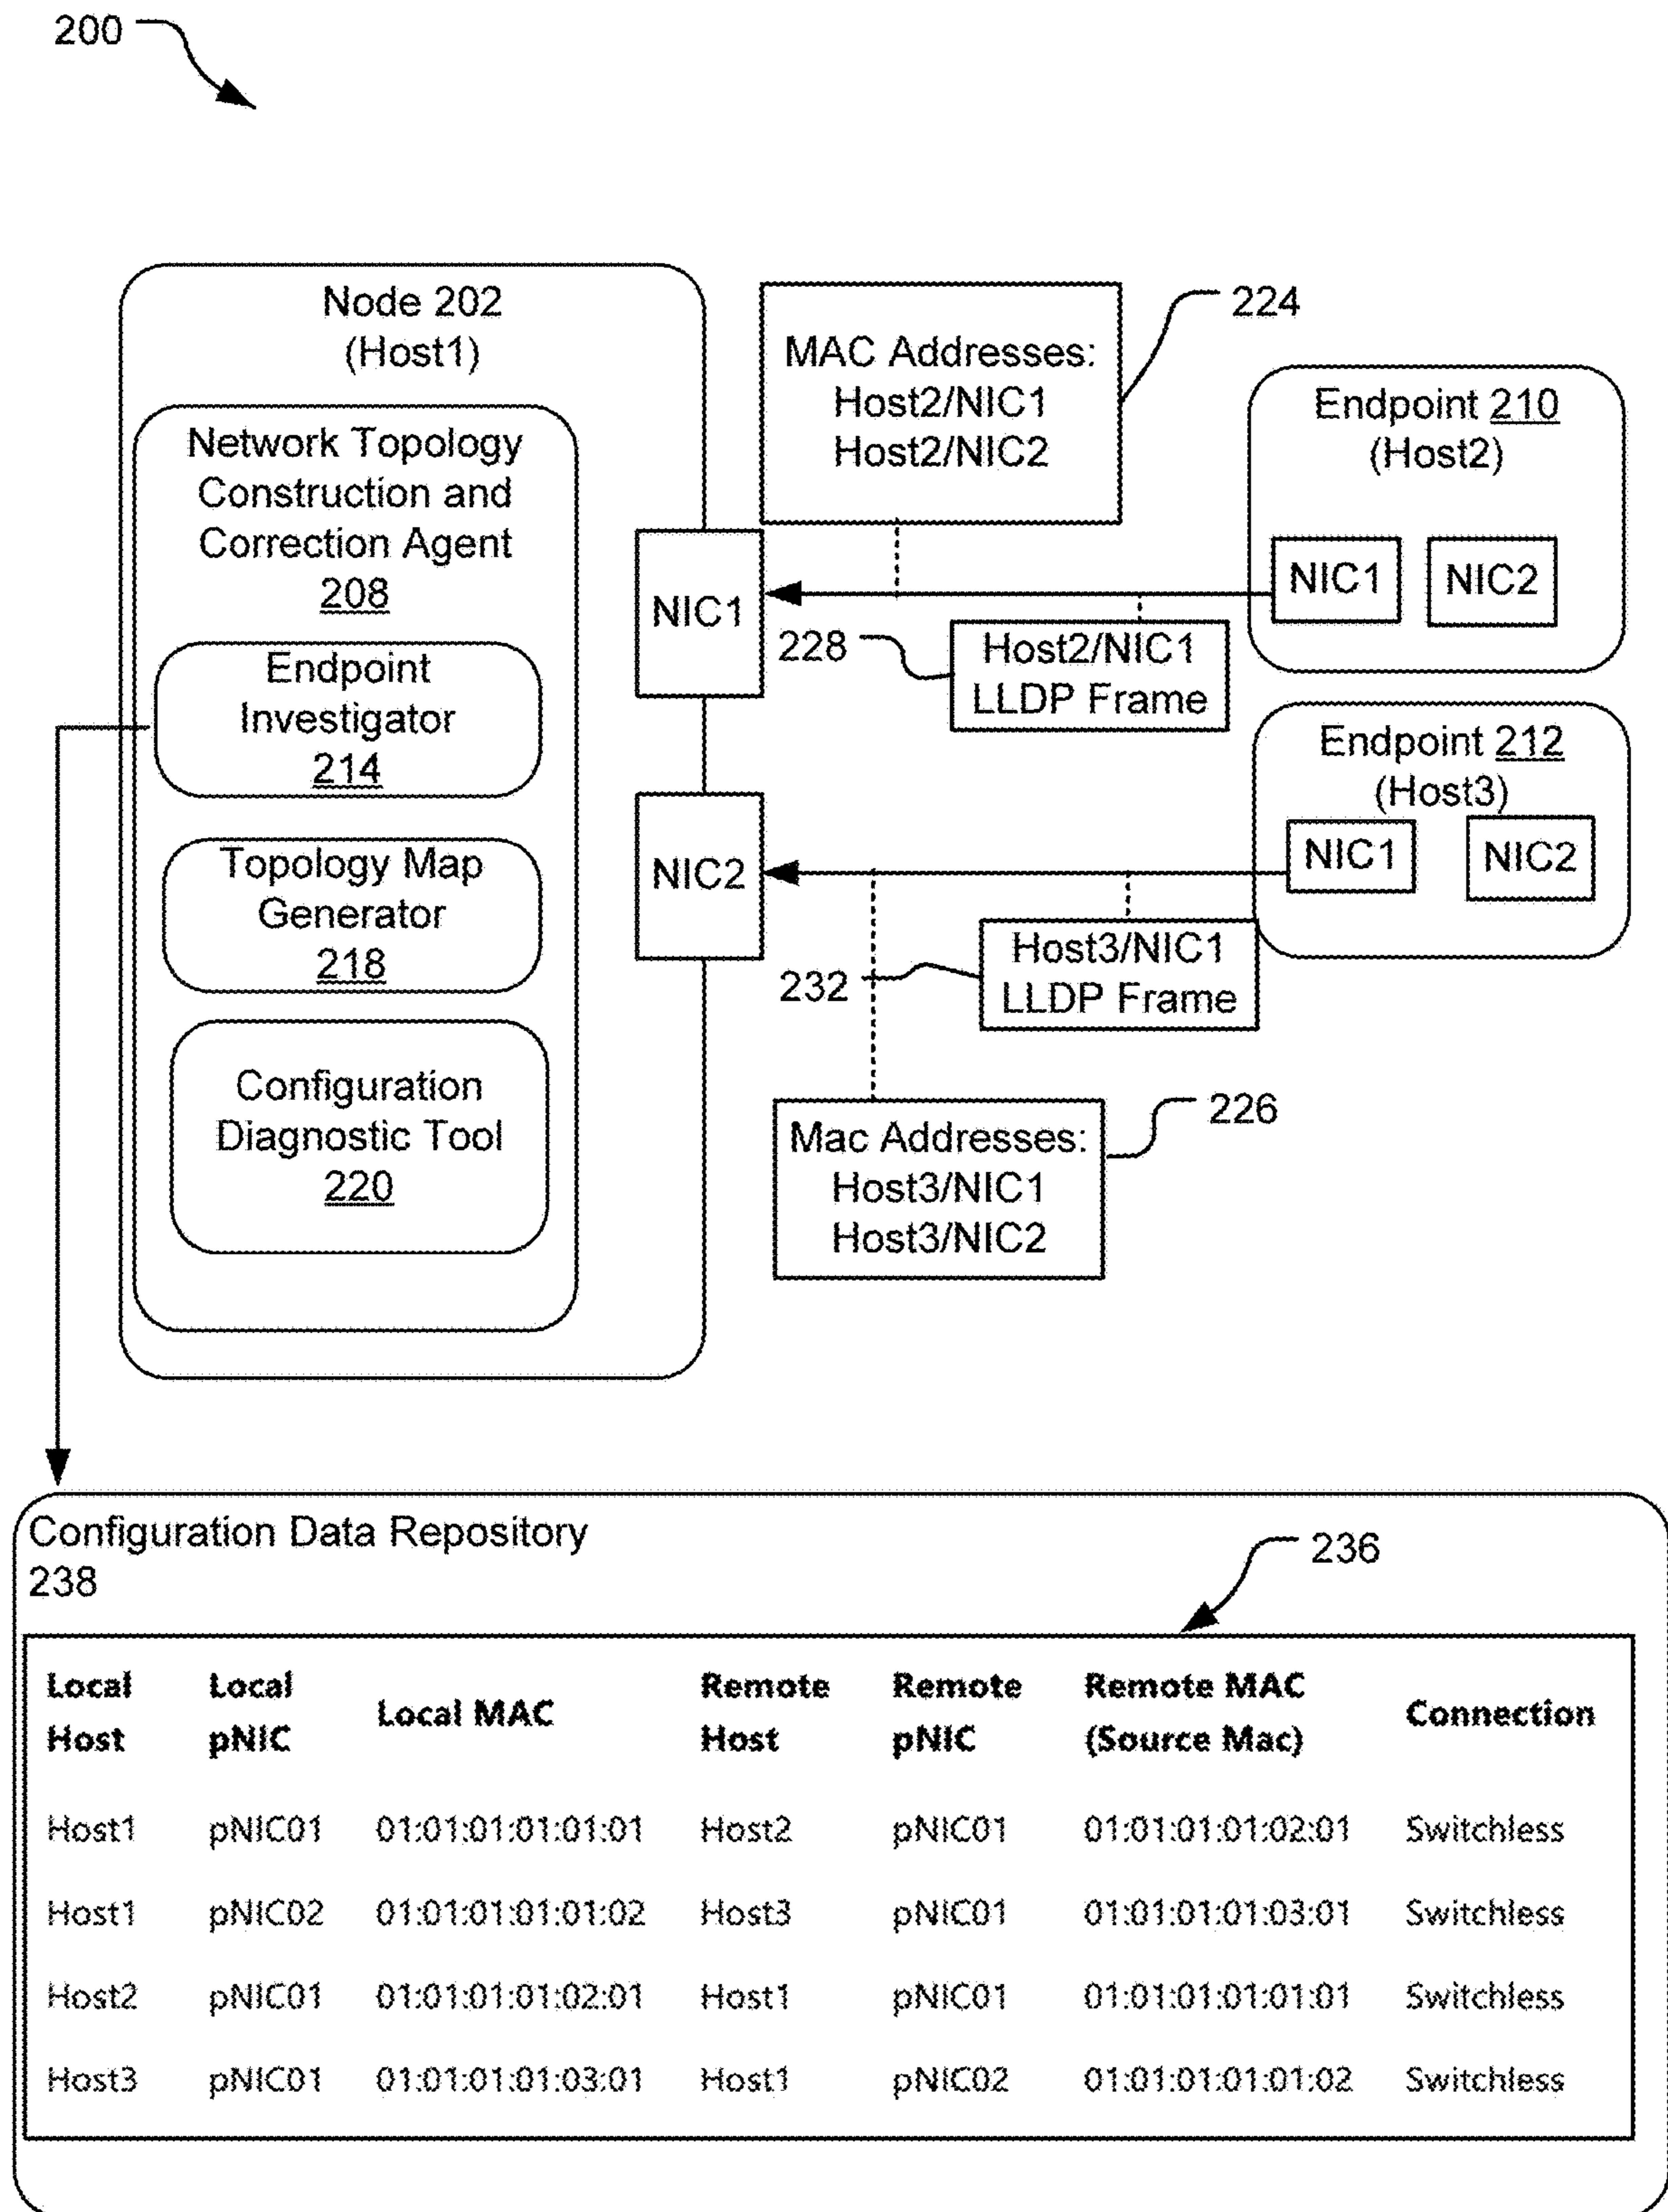 200
Node 202
(Host1)
Network Topology
Construction and
Correction Agent
208
Endpoint
Investigator
214
Topology Map
Generator
218
Configuration
Diagnostic Tool
220
NIC1
NIC2
MAC Addresses:
Host2/NIC1
Host2/NIC2
224
228
Host2/NIC1
LLDP Frame
Endpoint 210
(Host2)
NIC1 NIC2
Endpoint 212
(Host3)
NIC1 NIC2
232
Host3/NIC1
LLDP Frame
Mac Addresses:
Host3/NIC1
Host3/NIC2
226
Configuration Data Repository
238
236
Local Host Local pNIC Local MAC Remote Host Remote pNIC Remote MAC (Source Mac) Connection
Host1 pNIC01 01:01:01:01:01:01 Host2 pNIC01 01:01:01:01:02:01 Switchless
Host1 pNIC02 01:01:01:01:01:02 Host3 pNIC01 01:01:01:01:03:01 Switchless
Host2 pNIC01 01:01:01:01:02:01 Host1 pNIC01 01:01:01:01:01:01 Switchless
Host3 pNIC01 01:01:01:01:03:01 Host1 pNIC02 01:01:01:01:01:02 Switchless